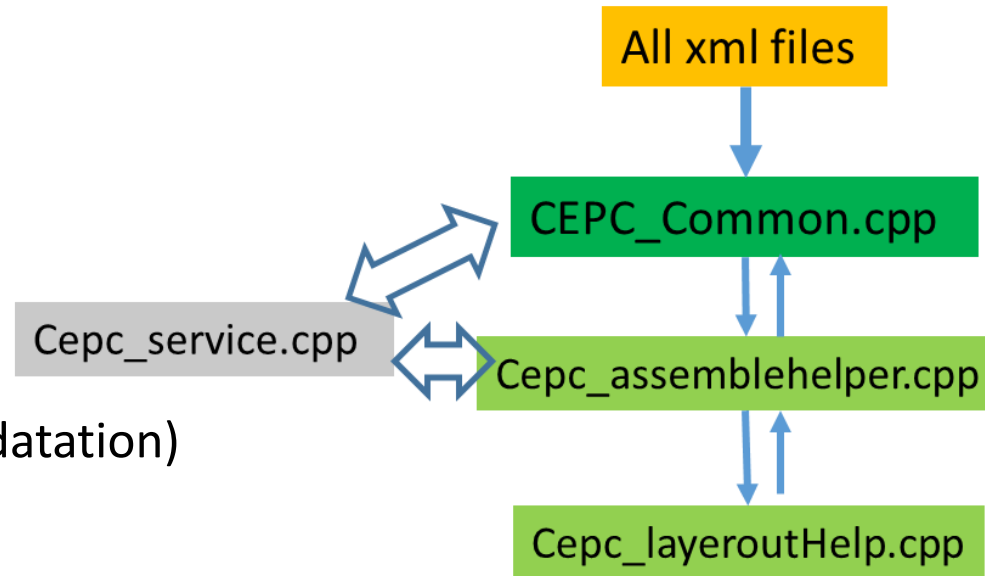 All xml files
CEPC_Common.cpp
Cepc_service.cpp
Cepc_assemblehelper.cpp
datation)
Cepc_layeroutHelp.cpp